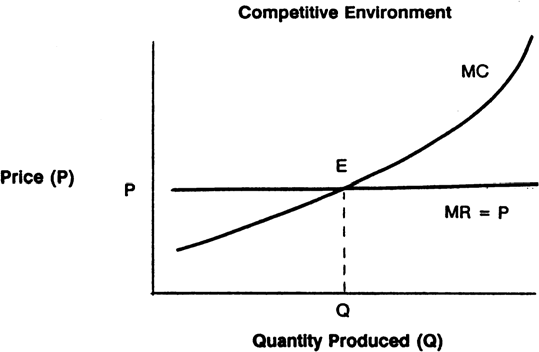 Competitive Environment
MC
E
Price (P)
P
MR = P
Q
Quantity Produced (Q)